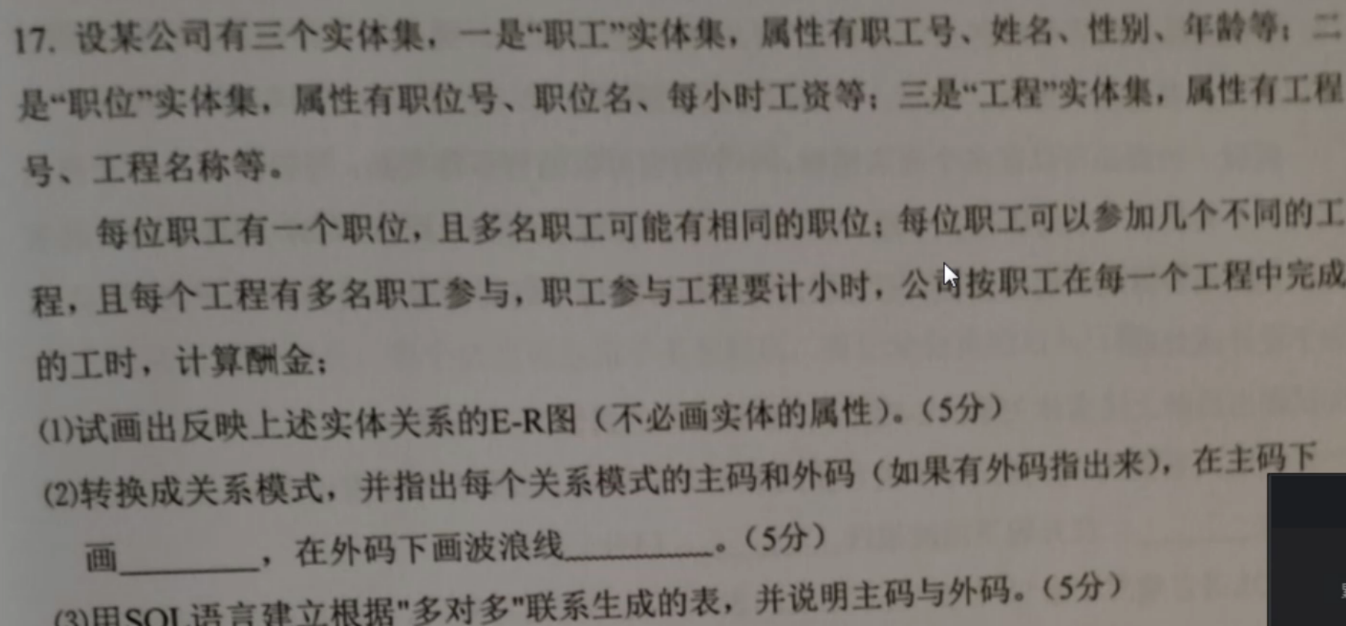 17. 设某公司有三个实体集，一是“职工”实体集，属性有职工号、姓名、性别、年龄等；二
是“职位”实体集，属性有职位号、职位名、每小时工资等；三是“工程”实体集，属性有工程
号、工程名称等。
每位职工有一个职位，且多名职工可能有相同的职位；每位职工可以参加几个不同的工
程，且每个工程有多名职工参与，职工参与工程要计小时，公司按职工在每一个工程中完成
的工时，计算酬金；
(1)试画出反映上述实体关系的E-R图（不必画实体的属性）。（5分）
(2)转换成关系模式，并指出每个关系模式的主码和外码（如果有外码指出来），在主码下
画________，在外码下画波浪线________。（5分）
(3)用SQL语言建立根据"多对多"联系生成的表，并说明主码与外码。（5分）